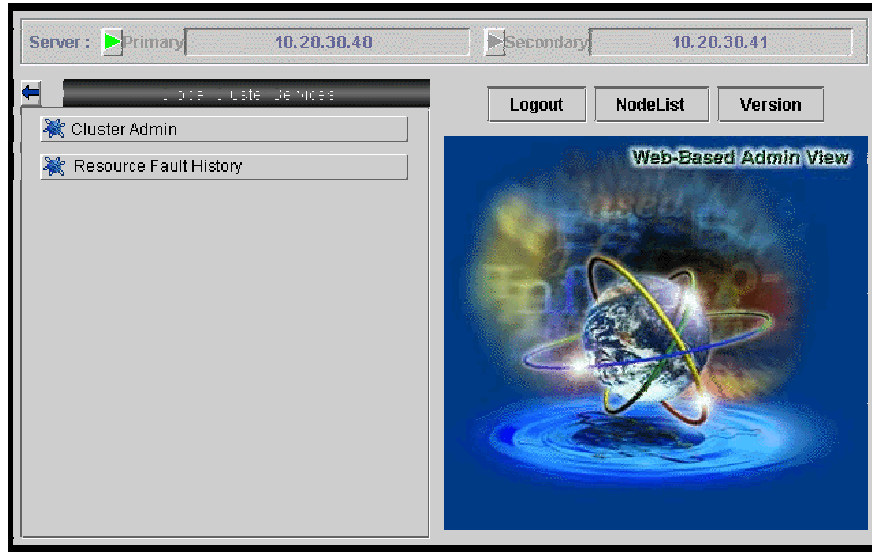 Server : Primary 10.20.30.40 Secondary 10.20.30.41
Services
Logout NodeList Version
Cluster Admin
Resource Fault History
Web-Based Admin View